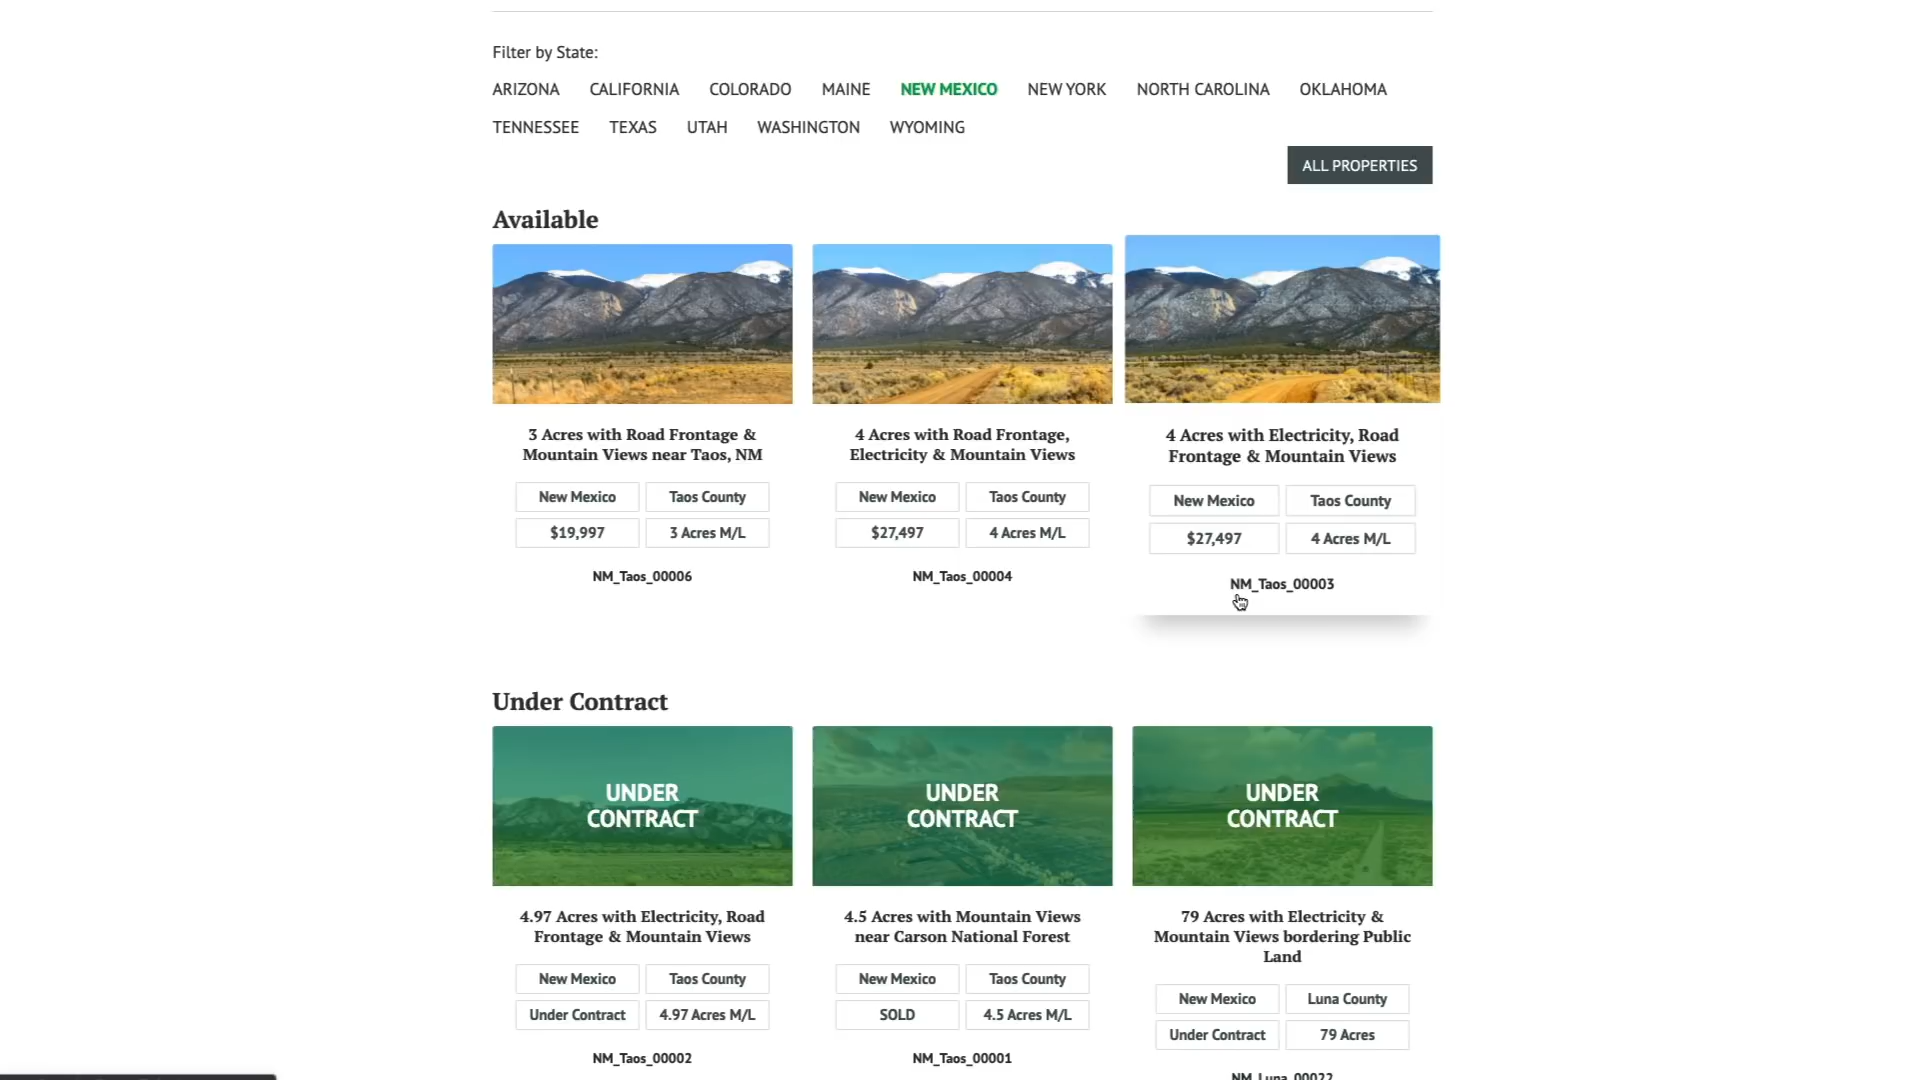 Filter by State:
ARIZONA CALIFORNIA COLORADO MAINE NEW MEXICO NEW YORK NORTH CAROLINA OKLAHOMA
TENNESSEE TEXAS UTAH WASHINGTON WYOMING
ALL PROPERTIES
Available
3 Acres with Road Frontage &
Mountain Views near Taos, NM
New Mexico Taos County
$19,997 3 Acres M/L
NM_Taos_00006
4 Acres with Road Frontage,
Electricity & Mountain Views
New Mexico Taos County
$27,497 4 Acres M/L
NM_Taos_00004
4 Acres with Electricity, Road
Frontage & Mountain Views
New Mexico Taos County
$27,497 4 Acres M/L
NM_Taos_00003
Under Contract
UNDER
CONTRACT
4.97 Acres with Electricity, Road
Frontage & Mountain Views
New Mexico Taos County
Under Contract 4.97 Acres M/L
NM_Taos_00002
UNDER
CONTRACT
4.5 Acres with Mountain Views
near Carson National Forest
New Mexico Taos County
SOLD 4.5 Acres M/L
NM_Taos_00001
UNDER
CONTRACT
79 Acres with Electricity &
Mountain Views bordering Public
Land
New Mexico Luna County
Under Contract 79 Acres
NM_Luna_00022